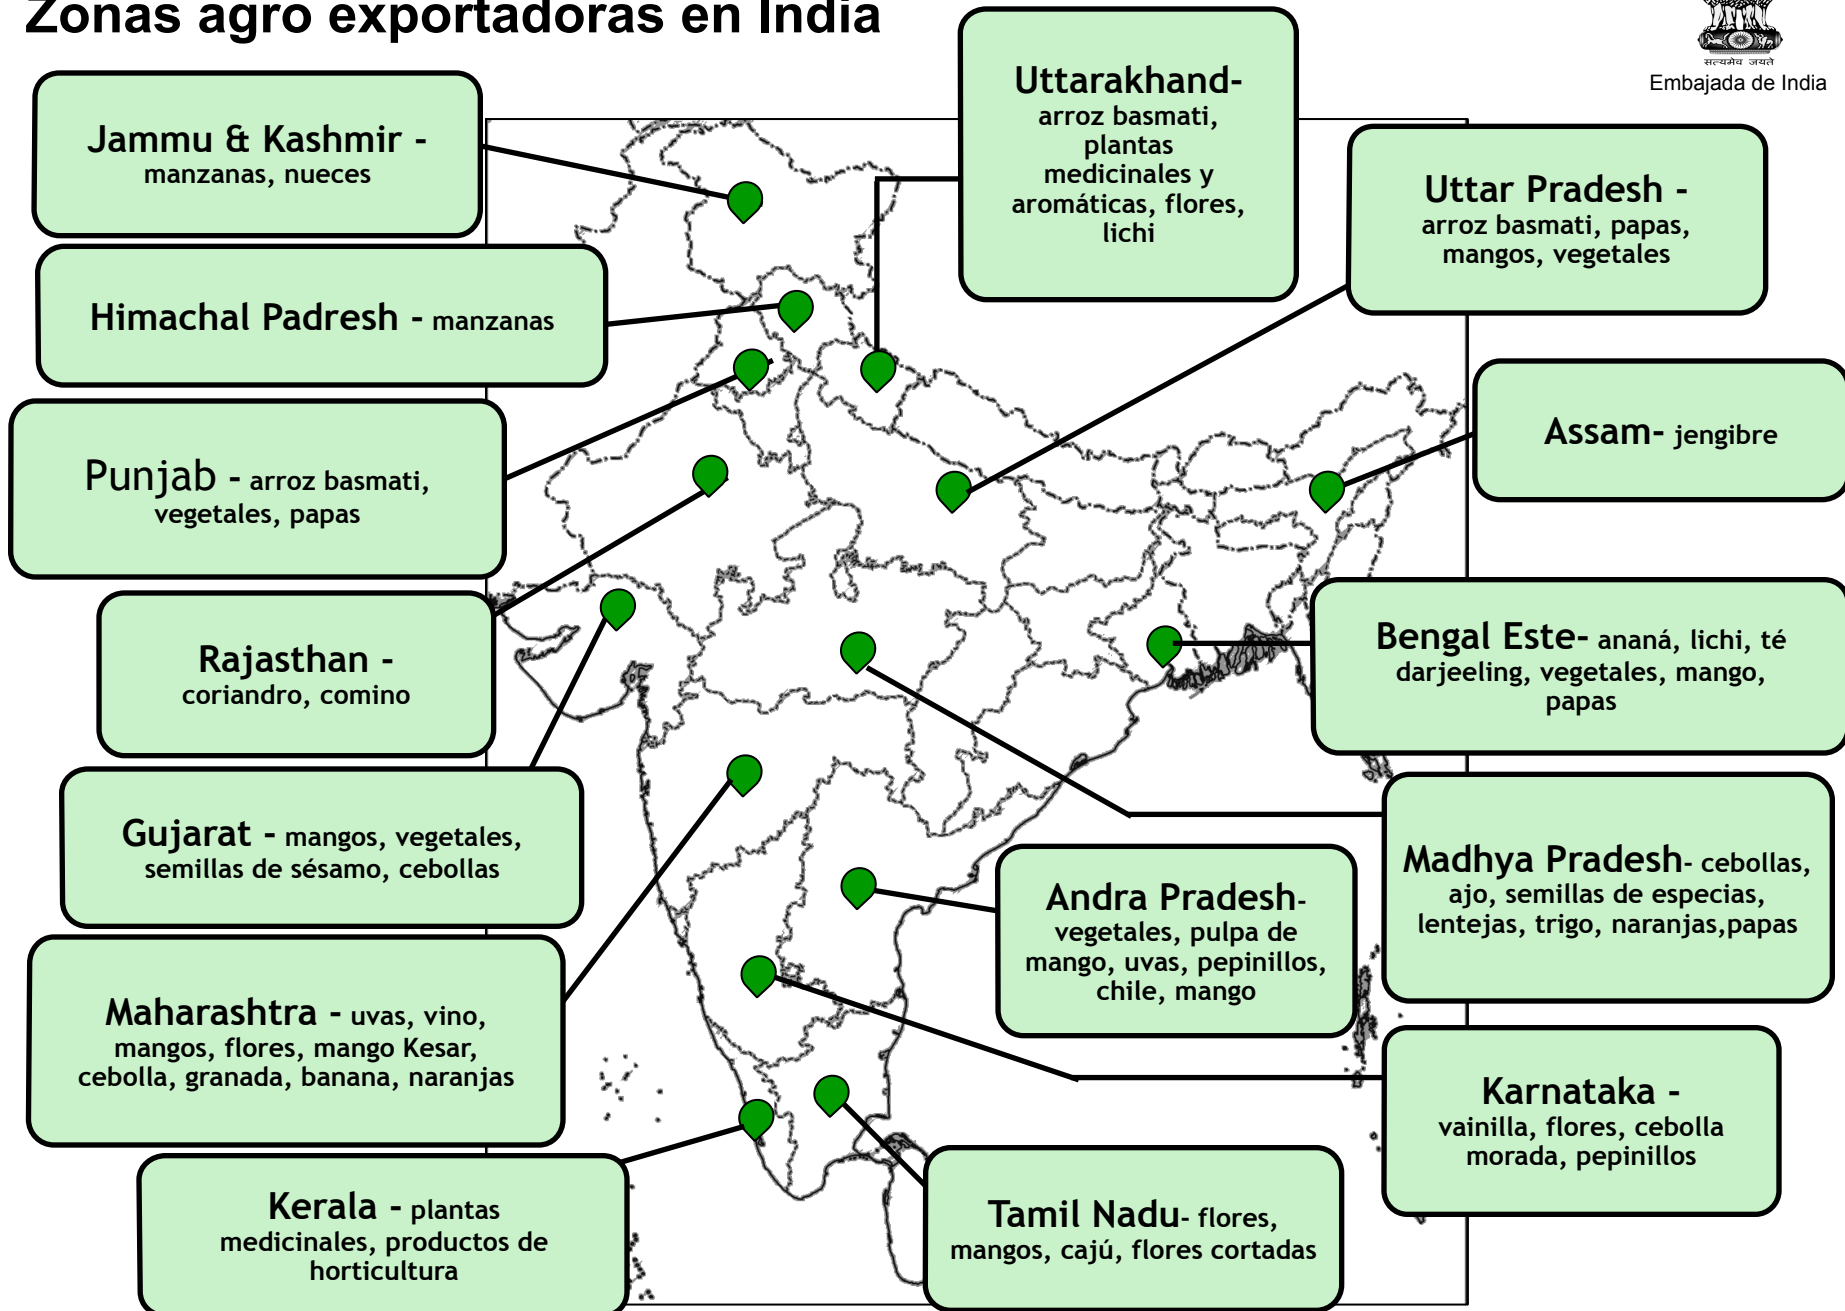 Zonas agro exportadoras en India
सत्यमेव जयते
Embajada de India
Jammu & Kashmir -
manzanas, nueces
Uttarakhand-
arroz basmati,
plantas
medicinales y
aromáticas, flores,
lichi
Uttar Pradesh -
arroz basmati, papas,
mangos, vegetales
Himachal Padresh - manzanas
Assam- jengibre
Punjab - arroz basmati,
vegetales, papas
Rajasthan -
coriandro, comino
Bengal Este- ananá, lichi, té
darjeeling, vegetales, mango,
papas
Gujarat - mangos, vegetales,
semillas de sésamo, cebollas
Madhya Pradesh- cebollas,
ajo, semillas de especias,
lentejas, trigo, naranjas,papas
Andra Pradesh-
vegetales, pulpa de
mango, uvas, pepinillos,
chile, mango
Maharashtra - uvas, vino,
mangos, flores, mango Kesar,
cebolla, granada, banana, naranjas
Karnataka -
vainilla, flores, cebolla
morada, pepinillos
Kerala - plantas
medicinales, productos de
horticultura
Tamil Nadu- flores,
mangos, cajú, flores cortadas